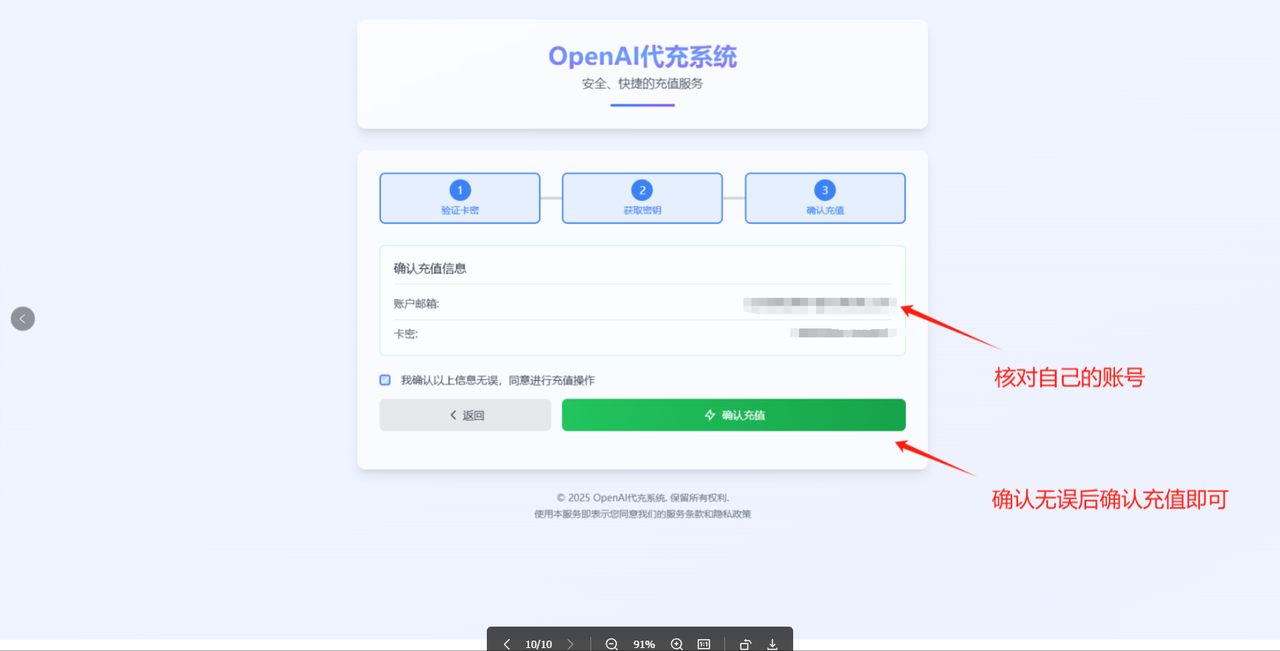 OpenAI代充系统
安全、快捷的充值服务
1
验证卡密
2
获取密钥
3
确认充值
确认充值信息
账户邮箱:
卡密:
核对自己的账号
我确认以上信息无误，同意进行充值操作
返回
确认充值
确认无误后确认充值即可
© 2025 OpenAI代充系统. 保留所有权利.
使用本服务即表示您同意我们的服务条款和隐私政策
10/10
91%
1:1